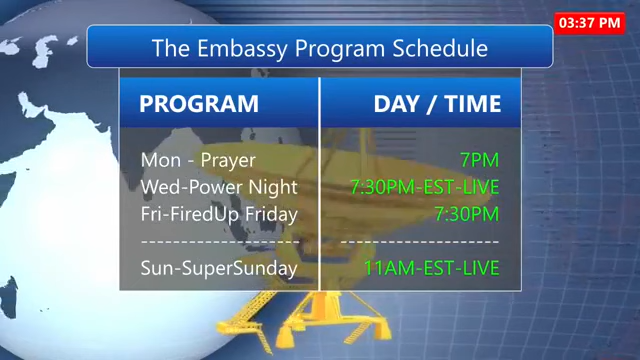 03:37 PM
The Embassy Program Schedule
PROGRAM DAY / TIME
Mon - Prayer 7PM
Wed-Power Night 7:30PM-EST-LIVE
Fri-FiredUp Friday 7:30PM
-------------------- --------------------
Sun-SuperSunday 11AM-EST-LIVE